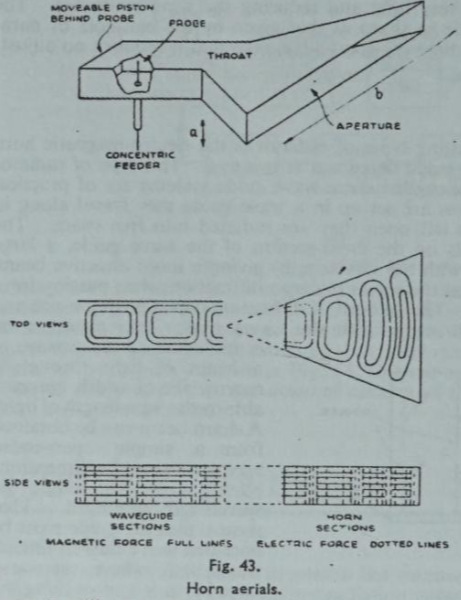 MOVEABLE PISTON
BEHIND PROBE
PROBE
THROAT
b
a
APERTURE
CONCENTRIC
FEEDER
TOP VIEWS
SIDE VIEWS
WAVEGUIDE
SECTIONS
HORN
SECTIONS
MAGNETIC FORCE FULL LINES ELECTRIC FORCE DOTTED LINES
Fig. 43.
Horn aerials.